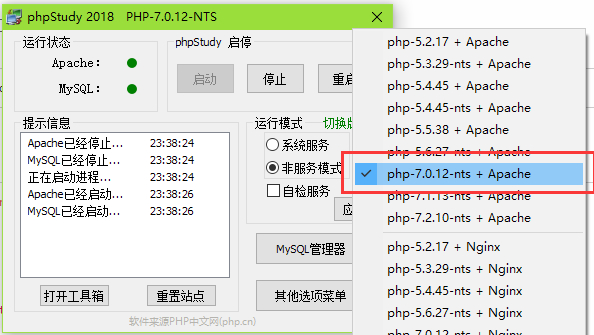 phpStudy 2018 PHP-7.0.12-NTS
运行状态
Apache:
MySQL:
phpStudy 启停
启动
停止
重启
提示信息
Apache已经停止... 23:38:24
MySQL已经停止... 23:38:24
正在启动进程... 23:38:24
Apache已经启动... 23:38:26
MySQL已经启动... 23:38:26
运行模式 切换版
系统服务
非服务模式
自检服务
应
MySQL管理器
打开工具箱
重置站点
其他选项菜单
软件来源PHP中文网(php.cn)
php-5.2.17 + Apache
php-5.3.29-nts + Apache
php-5.4.45 + Apache
php-5.4.45-nts + Apache
php-5.5.38 + Apache
php-5.6.27-nts + Apache
php-7.0.12-nts + Apache
php-7.1.13-nts + Apache
php-7.2.10-nts + Apache
php-5.2.17 + Nginx
php-5.3.29-nts + Nginx
php-5.4.45-nts + Nginx
php-5.6.27-nts + Nginx
php-7.0.12-nts + Nginx